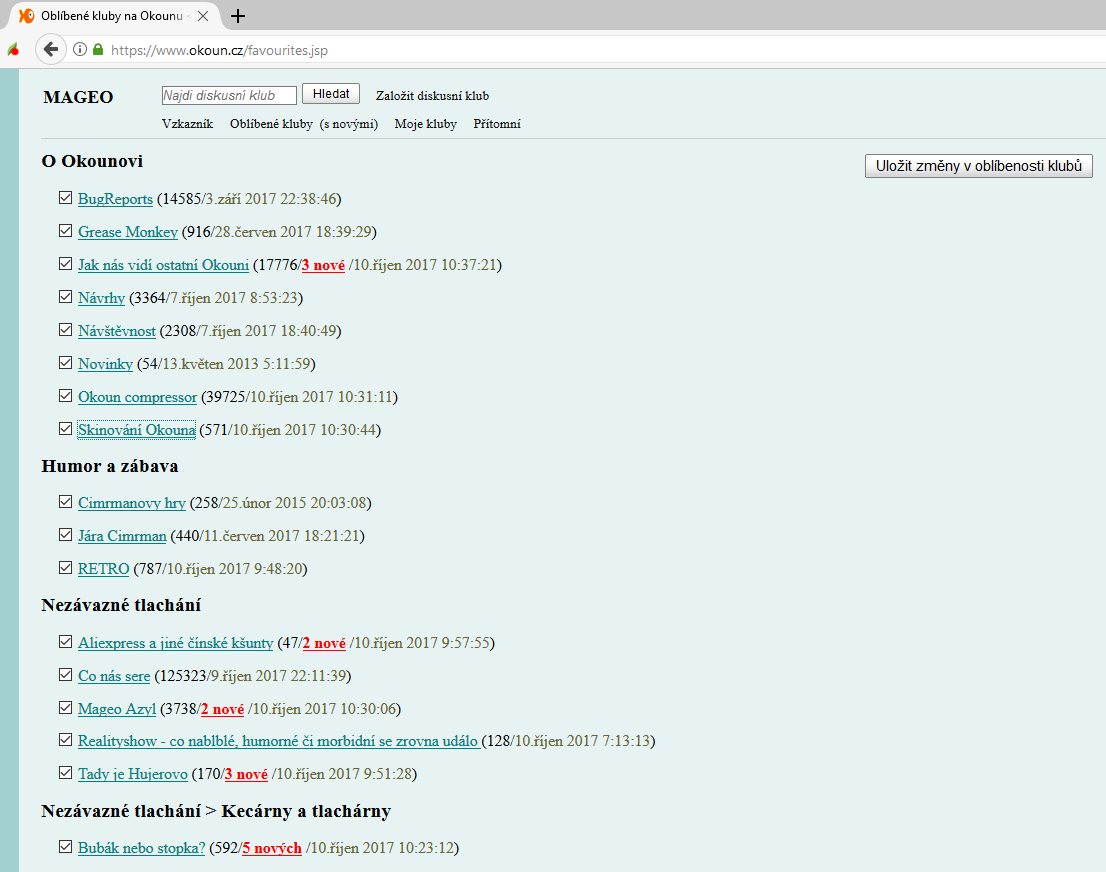 Oblíbené kluby na Okounu
https://www.okoun.cz/favourites.jsp
MAGEO Najdi diskusní klub Hledat Založit diskusní klub
Vzkazník Oblíbené kluby (s novými) Moje kluby Přítomní
O Okounovi
Uložit změny v oblíbenosti klubů
BugReports (14585/3.září 2017 22:38:46)
Grease Monkey (916/28.červen 2017 18:39:29)
Jak nás vidí ostatní Okouni (17776/3 nové /10.říjen 2017 10:37:21)
Návrhy (3364/7.říjen 2017 8:53:23)
Návštěvnost (2308/7.říjen 2017 18:40:49)
Novinky (54/13.květen 2013 5:11:59)
Okoun compressor (39725/10.říjen 2017 10:31:11)
Skinování Okouna (571/10.říjen 2017 10:30:44)
Humor a zábava
Cimrmanovy hry (258/25.únor 2015 20:03:08)
Jára Cimrman (440/11.červen 2017 18:21:21)
RETRO (787/10.říjen 2017 9:48:20)
Nezávazné tlachání
Aliexpress a jiné čínské kšunty (47/2 nové /10.říjen 2017 9:57:55)
Co nás sere (125323/9.říjen 2017 22:11:39)
Mageo Azyl (3738/2 nové /10.říjen 2017 10:30:06)
Realityshow - co nablblé, humorné či morbidní se zrovna událo (128/10.říjen 2017 7:13:13)
Tady je Hujerovo (170/3 nové /10.říjen 2017 9:51:28)
Nezávazné tlachání > Kecárny a tlachárny
Bubák nebo stopka? (592/5 nových /10.říjen 2017 10:23:12)